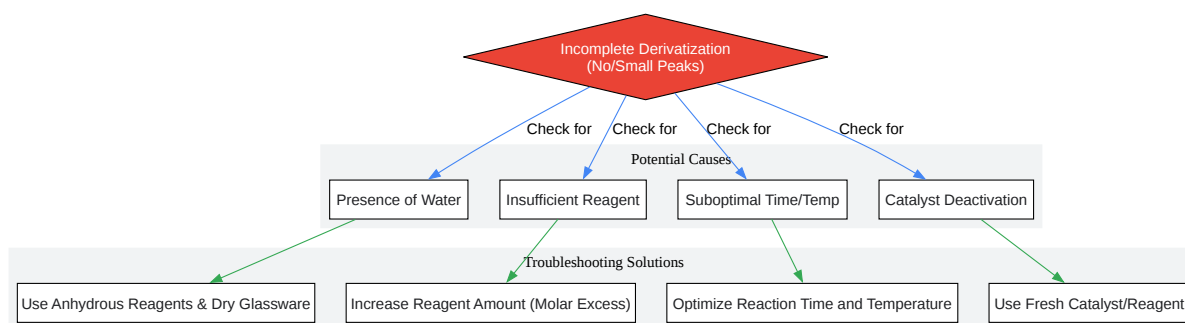 Incomplete Derivatization
(No/Small Peaks)
Check for
Check for
Check for
Check for
Potential Causes
Presence of Water
Insufficient Reagent
Suboptimal Time/Temp
Catalyst Deactivation
Troubleshooting Solutions
Use Anhydrous Reagents & Dry Glassware
Increase Reagent Amount (Molar Excess)
Optimize Reaction Time and Temperature
Use Fresh Catalyst/Reagent